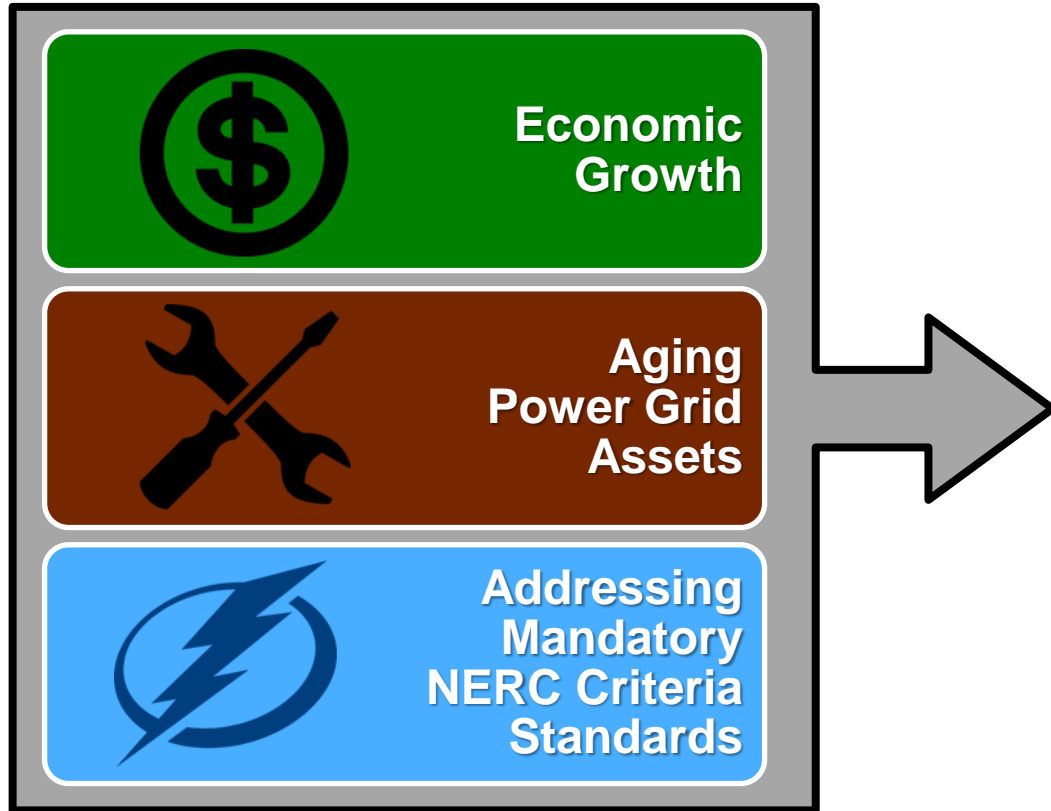 Economic
Growth
Aging
Power Grid
Assets
Addressing
Mandatory
NERC Criteria
Standards